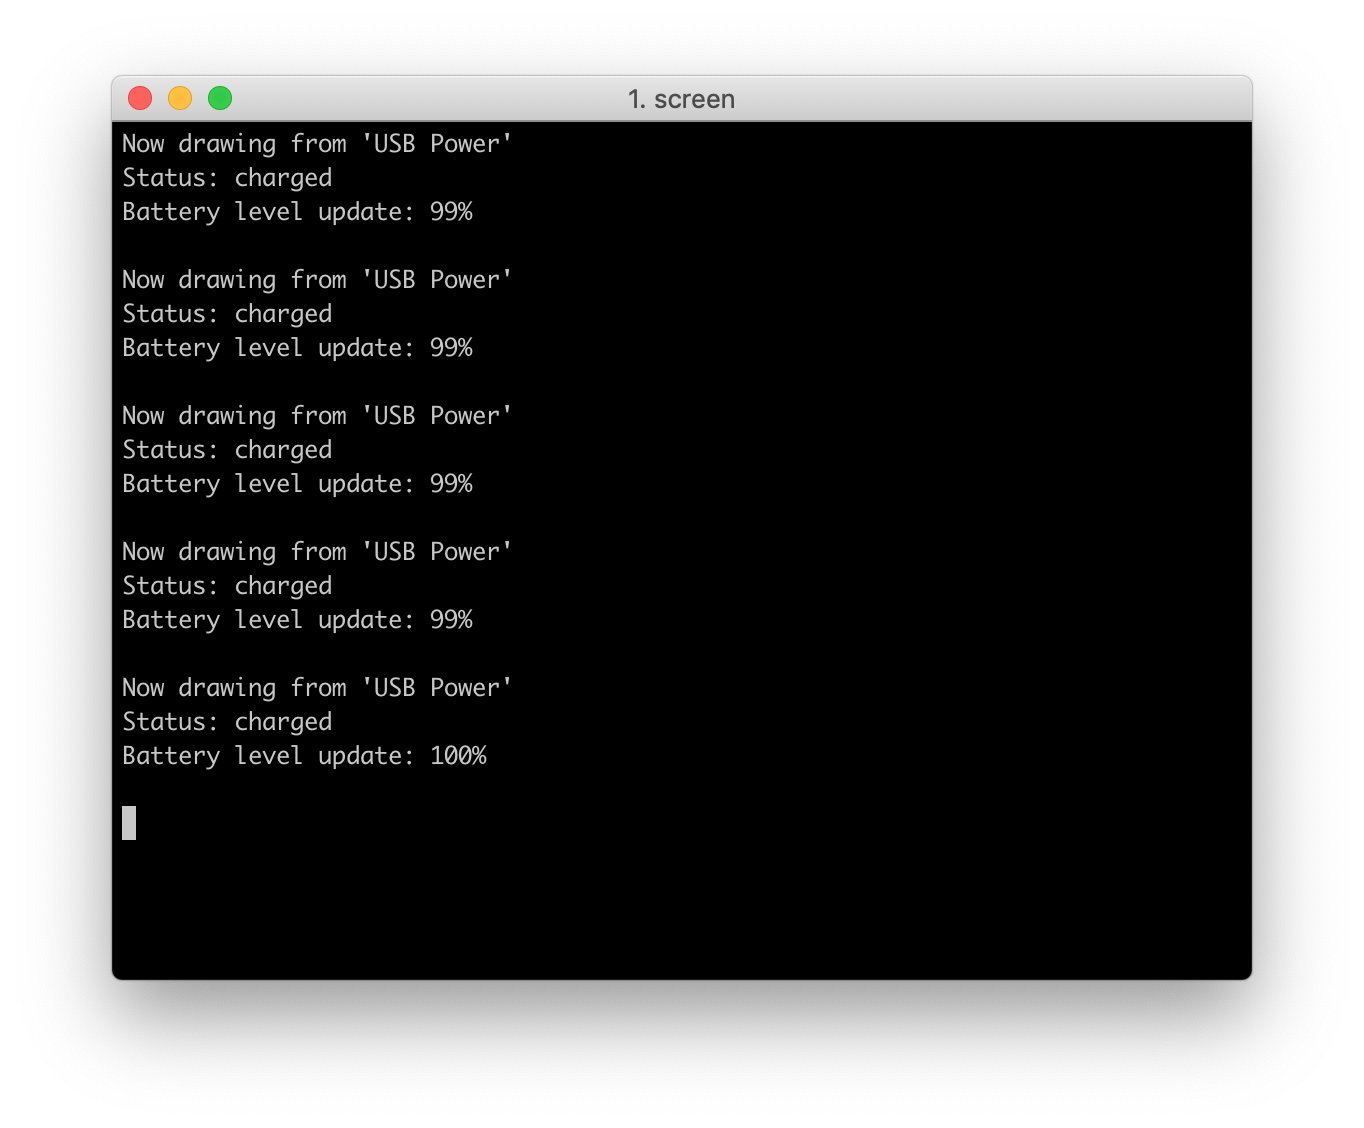 1. screen
Now drawing from 'USB Power'
Status: charged
Battery level update: 99%
Now drawing from 'USB Power'
Status: charged
Battery level update: 99%
Now drawing from 'USB Power'
Status: charged
Battery level update: 99%
Now drawing from 'USB Power'
Status: charged
Battery level update: 99%
Now drawing from 'USB Power'
Status: charged
Battery level update: 100%